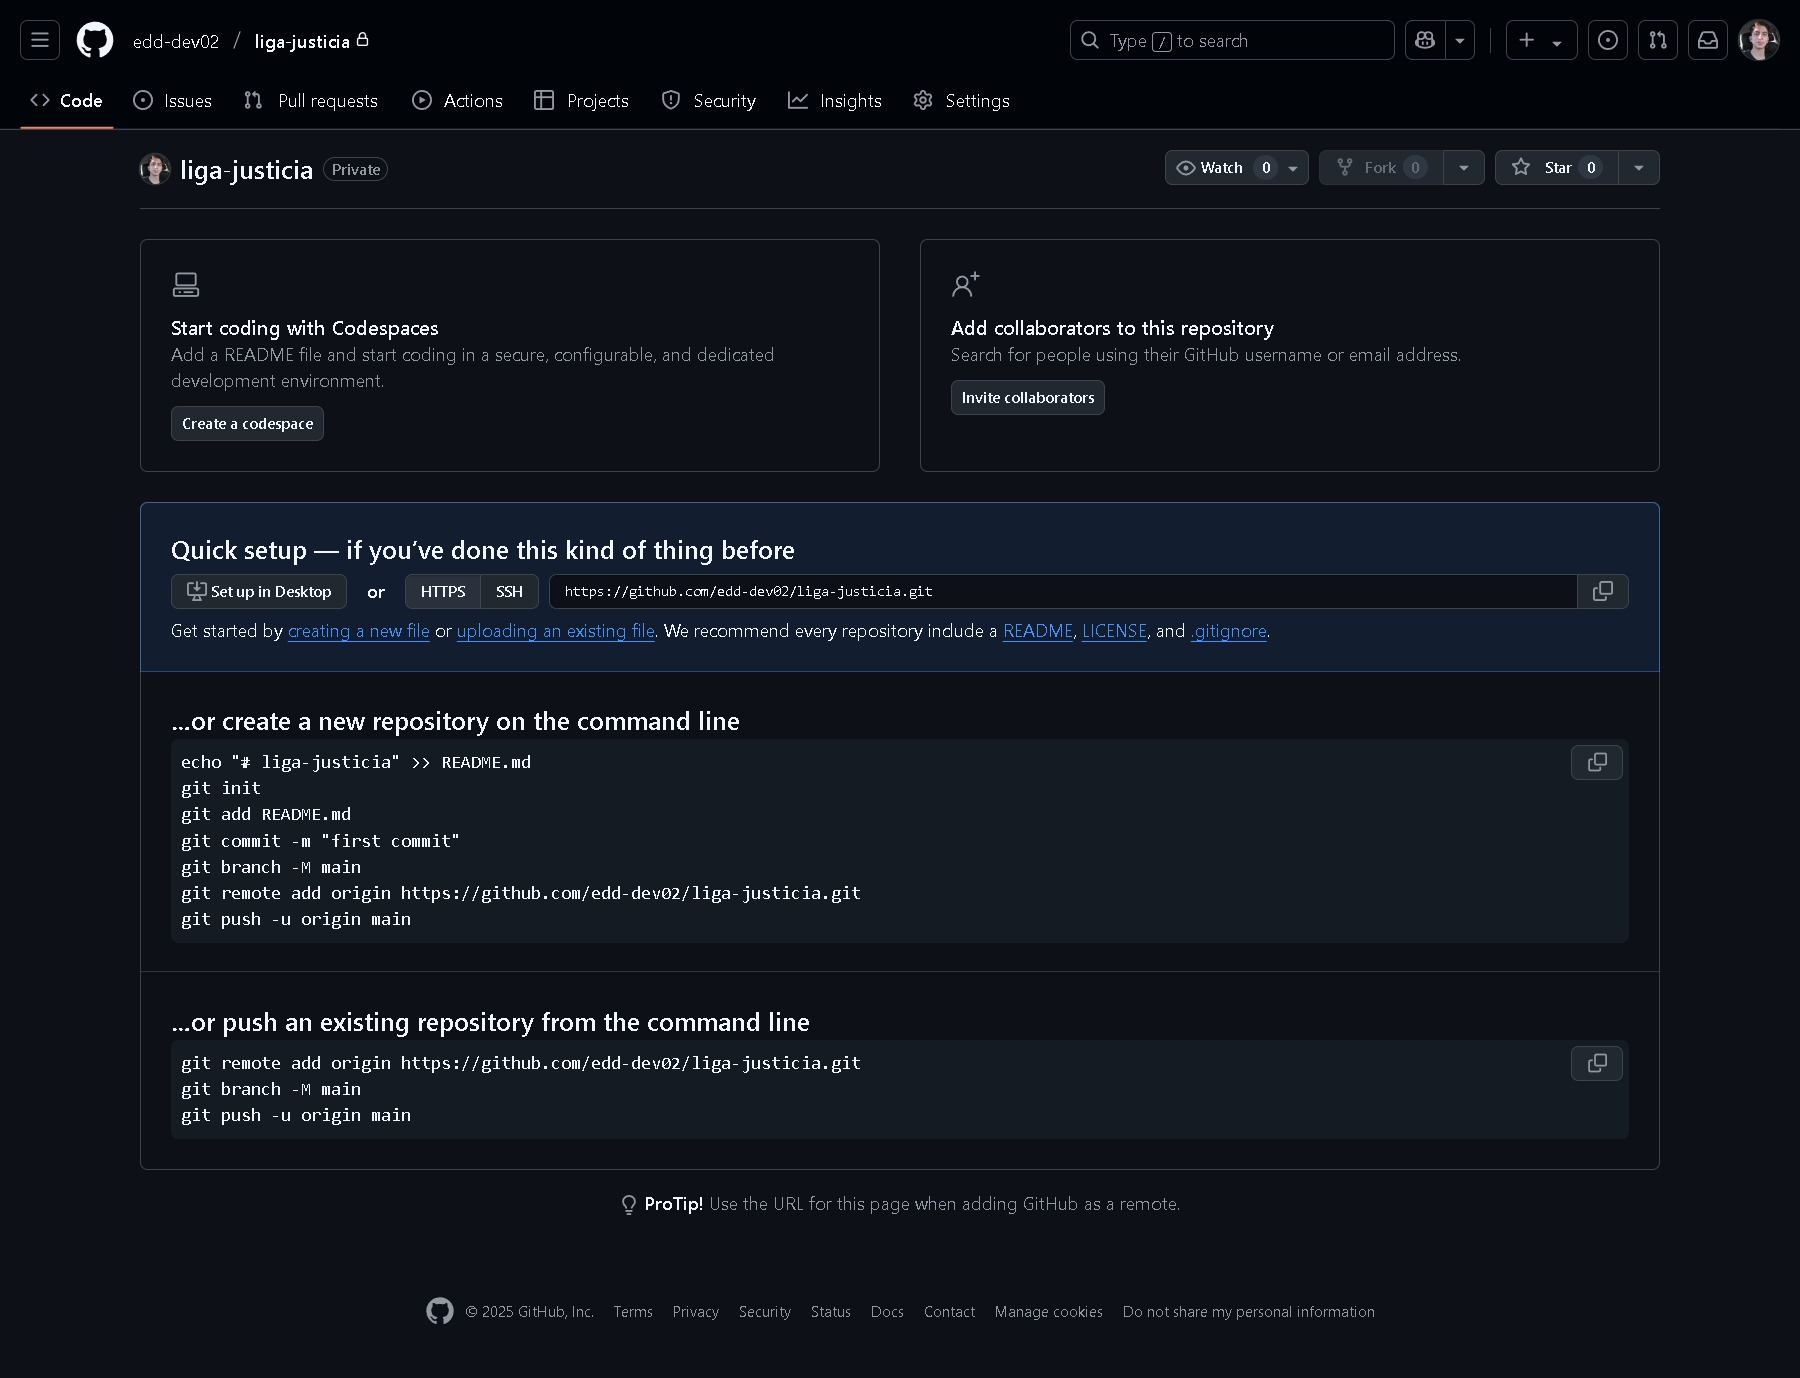 edd-dev02 / liga-justicia
Type / to search
Code Issues Pull requests Actions Projects Security Insights Settings
liga-justicia Private
Watch 0 Fork 0 Star 0
Start coding with Codespaces
Add a README file and start coding in a secure, configurable, and dedicated
development environment.
Create a codespace
Add collaborators to this repository
Search for people using their GitHub username or email address.
Invite collaborators
Quick setup — if you’ve done this kind of thing before
Set up in Desktop or HTTPS SSH https://github.com/edd-dev02/liga-justicia.git
Get started by creating a new file or uploading an existing file. We recommend every repository include a README, LICENSE, and .gitignore.
…or create a new repository on the command line
echo "# liga-justicia" >> README.md
git init
git add README.md
git commit -m "first commit"
git branch -M main
git remote add origin https://github.com/edd-dev02/liga-justicia.git
git push -u origin main
…or push an existing repository from the command line
git remote add origin https://github.com/edd-dev02/liga-justicia.git
git branch -M main
git push -u origin main
ProTip! Use the URL for this page when adding GitHub as a remote.
© 2025 GitHub, Inc. Terms Privacy Security Status Docs Contact Manage cookies Do not share my personal information